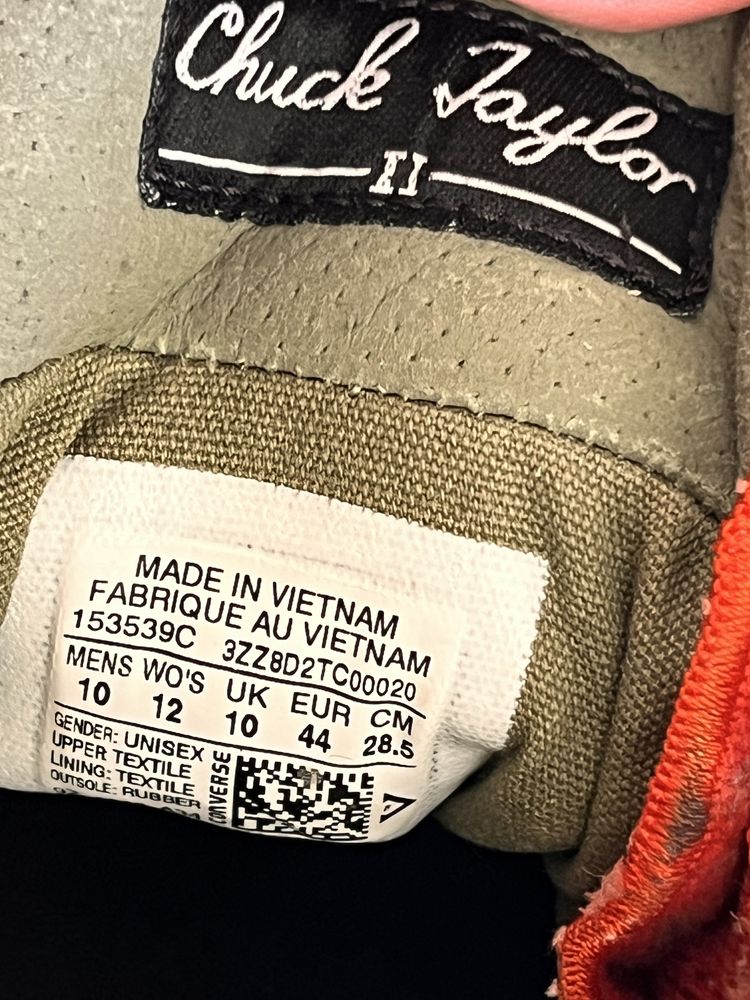 Chuck Taylor
II
MADE IN VIETNAM
FABRIQUE AU VIETNAM
153539C 3ZZ8D2TC00020
MENS WO'S UK EUR CM
10 12 10 44 28.5
GENDER: UNISEX
UPPER TEXTILE
LINING: TEXTILE
OUTSOLE: RUBBER
CONVERSE